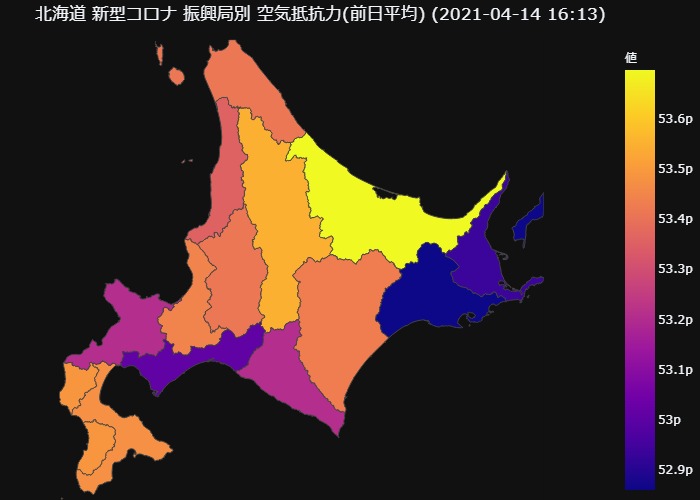 北海道 新型コロナ 振興局別 空気抵抗力(前日平均) (2021-04-14 16:13)
値
53.6p
53.5p
53.4p
53.3p
53.2p
53.1p
53p
52.9p